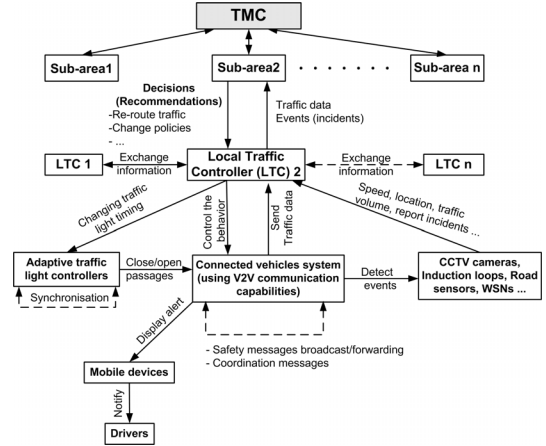 TMC
Sub-area1
Sub-area2
. . . . . . .
Sub-area n
Decisions
(Recommendations)
-Re-route traffic
-Change policies
- ...
Traffic data
Events (incidents)
LTC 1
Exchange
information
Local Traffic
Controller (LTC) 2
Exchange
information
LTC n
Changing traffic
light timing
Control the
behavior
Send
Traffic data
Speed, location, traffic
volume, report incidents ...
Adaptive traffic
light controllers
Close/open
passages
Connected vehicles system
(using V2V communication
capabilities)
Detect
events
CCTV cameras,
Induction loops, Road
sensors, WSNs ...
Synchronisation
Display alert
- Safety messages broadcast/forwarding
- Coordination messages
Mobile devices
Notify
Drivers